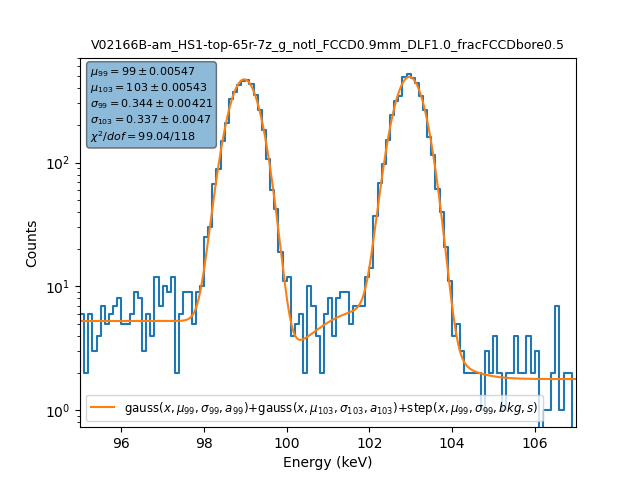 V02166B-am_HS1-top-65r-7z_g_notl_FCCD0.9mm_DLF1.0_fracFCCDbore0.5
μ99 = 99 ± 0.00547
μ103 = 103 ± 0.00543
σ99 = 0.344 ± 0.00421
σ103 = 0.337 ± 0.0047
χ²/dof = 99.04/118
10²
10¹
10⁰
Counts
gauss(x, μ99, σ99, a99)+gauss(x, μ103, σ103, a103)+step(x, μ99, σ99, bkg, s)
96 98 100 102 104 106
Energy (keV)